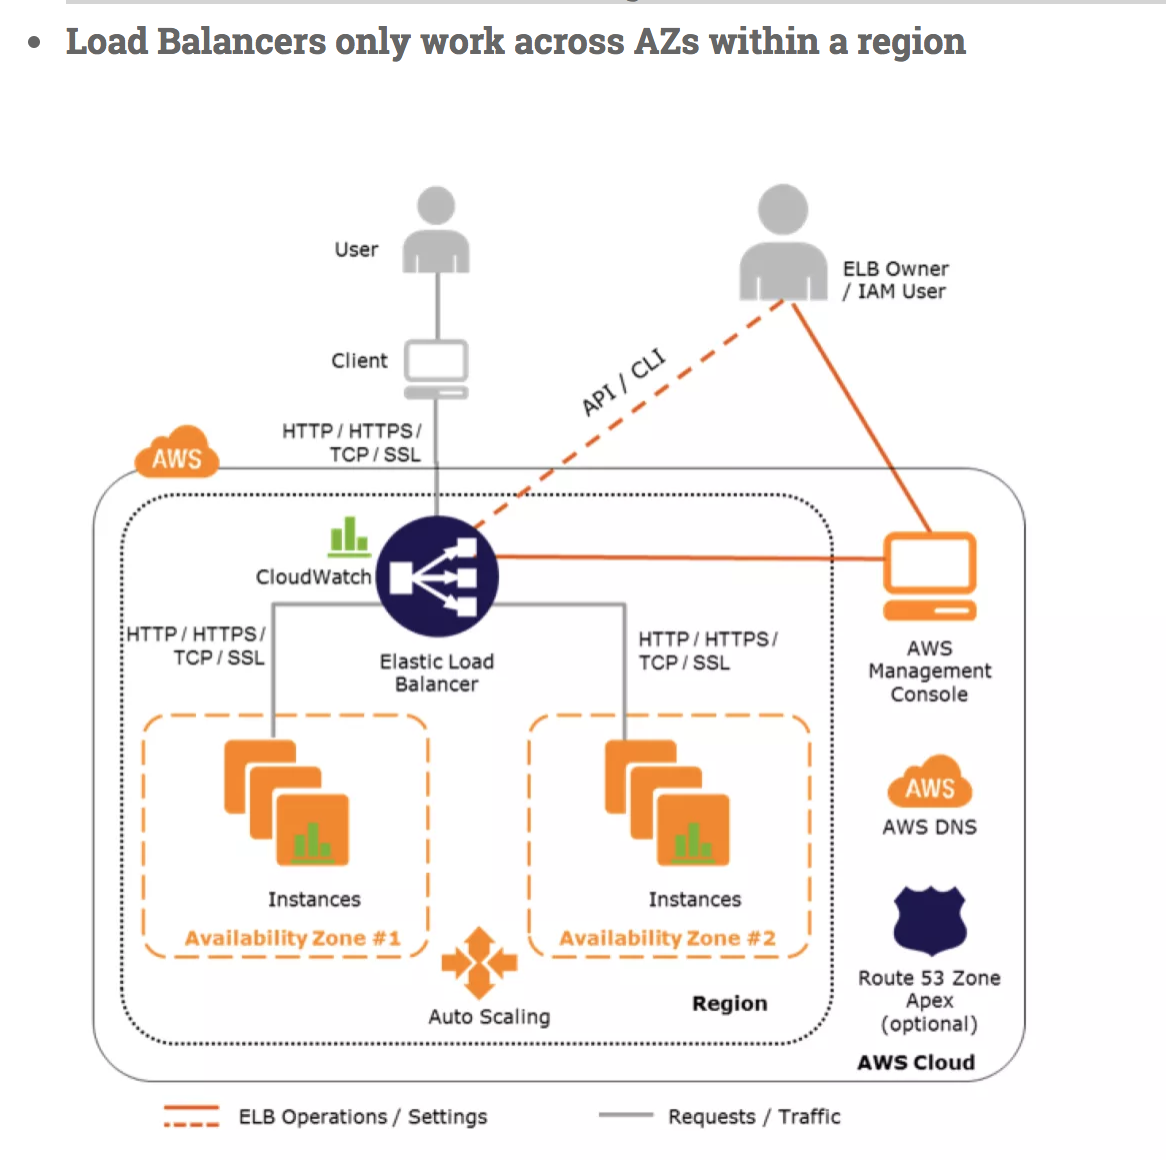 Load Balancers only work across AZs within a region
User
ELB Owner
/ IAM User
Client
API / CLI
HTTP / HTTPS /
TCP / SSL
AWS
CloudWatch
HTTP / HTTPS /
TCP / SSL
Elastic Load
Balancer
HTTP / HTTPS /
TCP / SSL
AWS
Management
Console
AWS
AWS DNS
Instances
Availability Zone #1
Instances
Availability Zone #2
Auto Scaling
Region
Route 53 Zone
Apex
(optional)
AWS Cloud
ELB Operations / Settings
Requests / Traffic